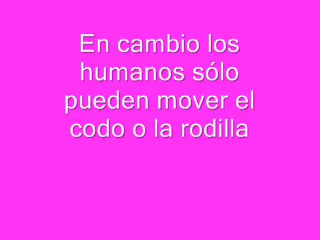 En cambio los
humanos sólo
pueden mover el
codo o la rodilla